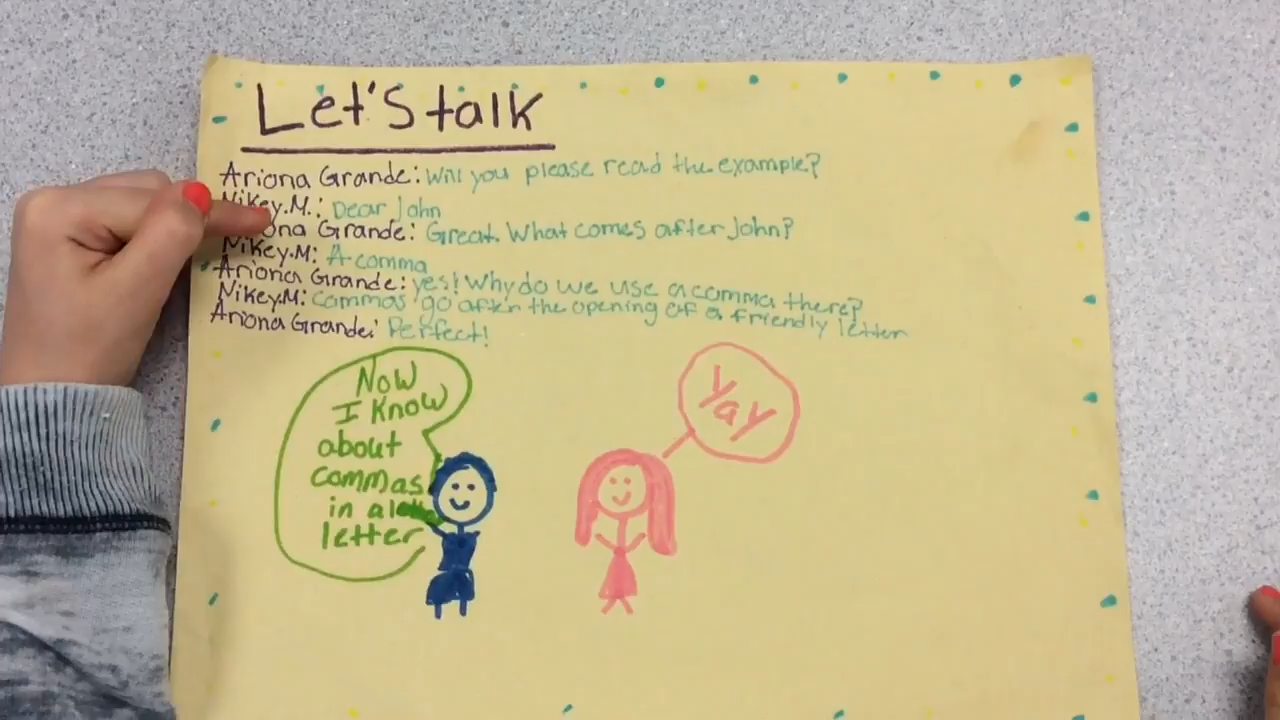 Let's talk
Ariona Grande: Will you please read the example?
Nikey.M.: Dear John
ona Grande: Great. What comes after John?
Nikey.M: A comma
Ariona Grande: yes! Why do we use a comma there?
Nikey.M: Commas go after the opening of a friendly letter
Ariona Grande: Perfect!
Now
I Know
about
commas
in a
letter
Yay